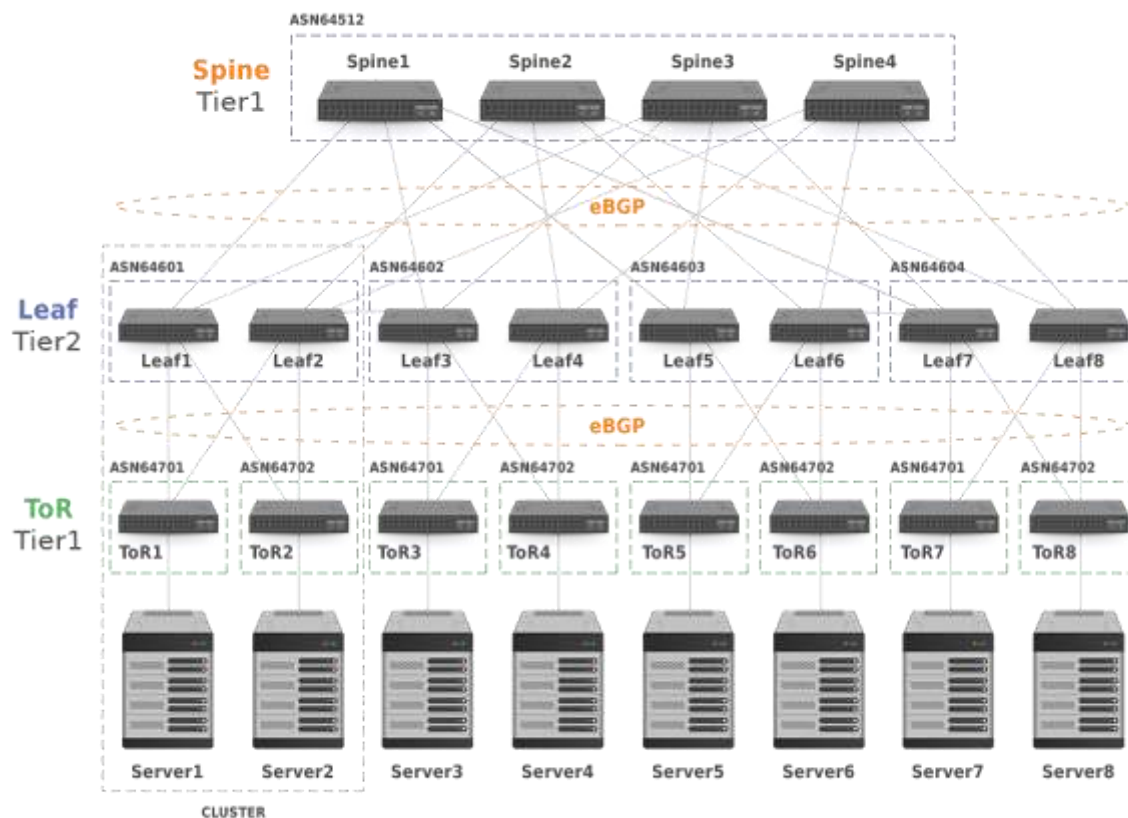 ASN64512
Spine1 Spine2 Spine3 Spine4
Spine
Tier1
eBGP
ASN64601 ASN64602 ASN64603 ASN64604
Leaf
Tier2
Leaf1 Leaf2 Leaf3 Leaf4 Leaf5 Leaf6 Leaf7 Leaf8
eBGP
ASN64701 ASN64702 ASN64701 ASN64702 ASN64701 ASN64702 ASN64701 ASN64702
ToR
Tier1
ToR1 ToR2 ToR3 ToR4 ToR5 ToR6 ToR7 ToR8
Server1 Server2 Server3 Server4 Server5 Server6 Server7 Server8
CLUSTER